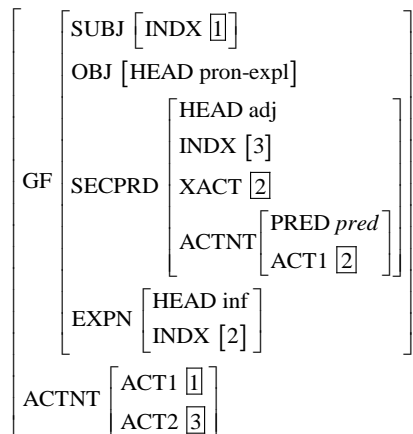 SUBJ [INDX 1]
OBJ [HEAD pron-expl]
HEAD adj
INDX [3]
GF SECPRD XACT 2
ACTNT PRED pred
ACT1 2
EXPN HEAD inf
INDX [2]
ACTNT ACT1 1
ACT2 3